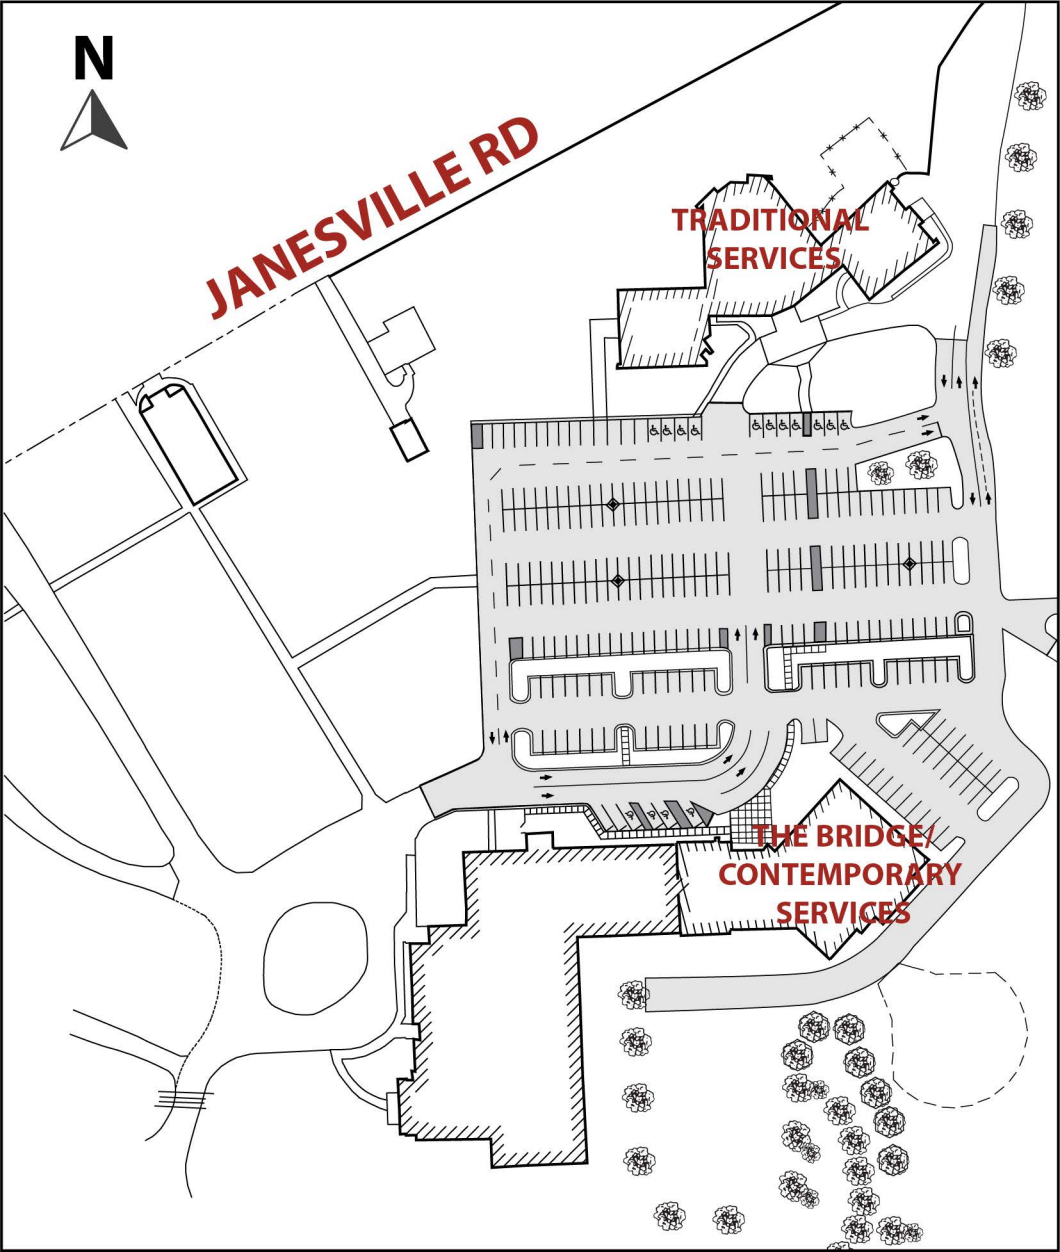 N
JANESVILLE RD
TRADITIONAL
SERVICES
THE BRIDGE/
CONTEMPORARY
SERVICES